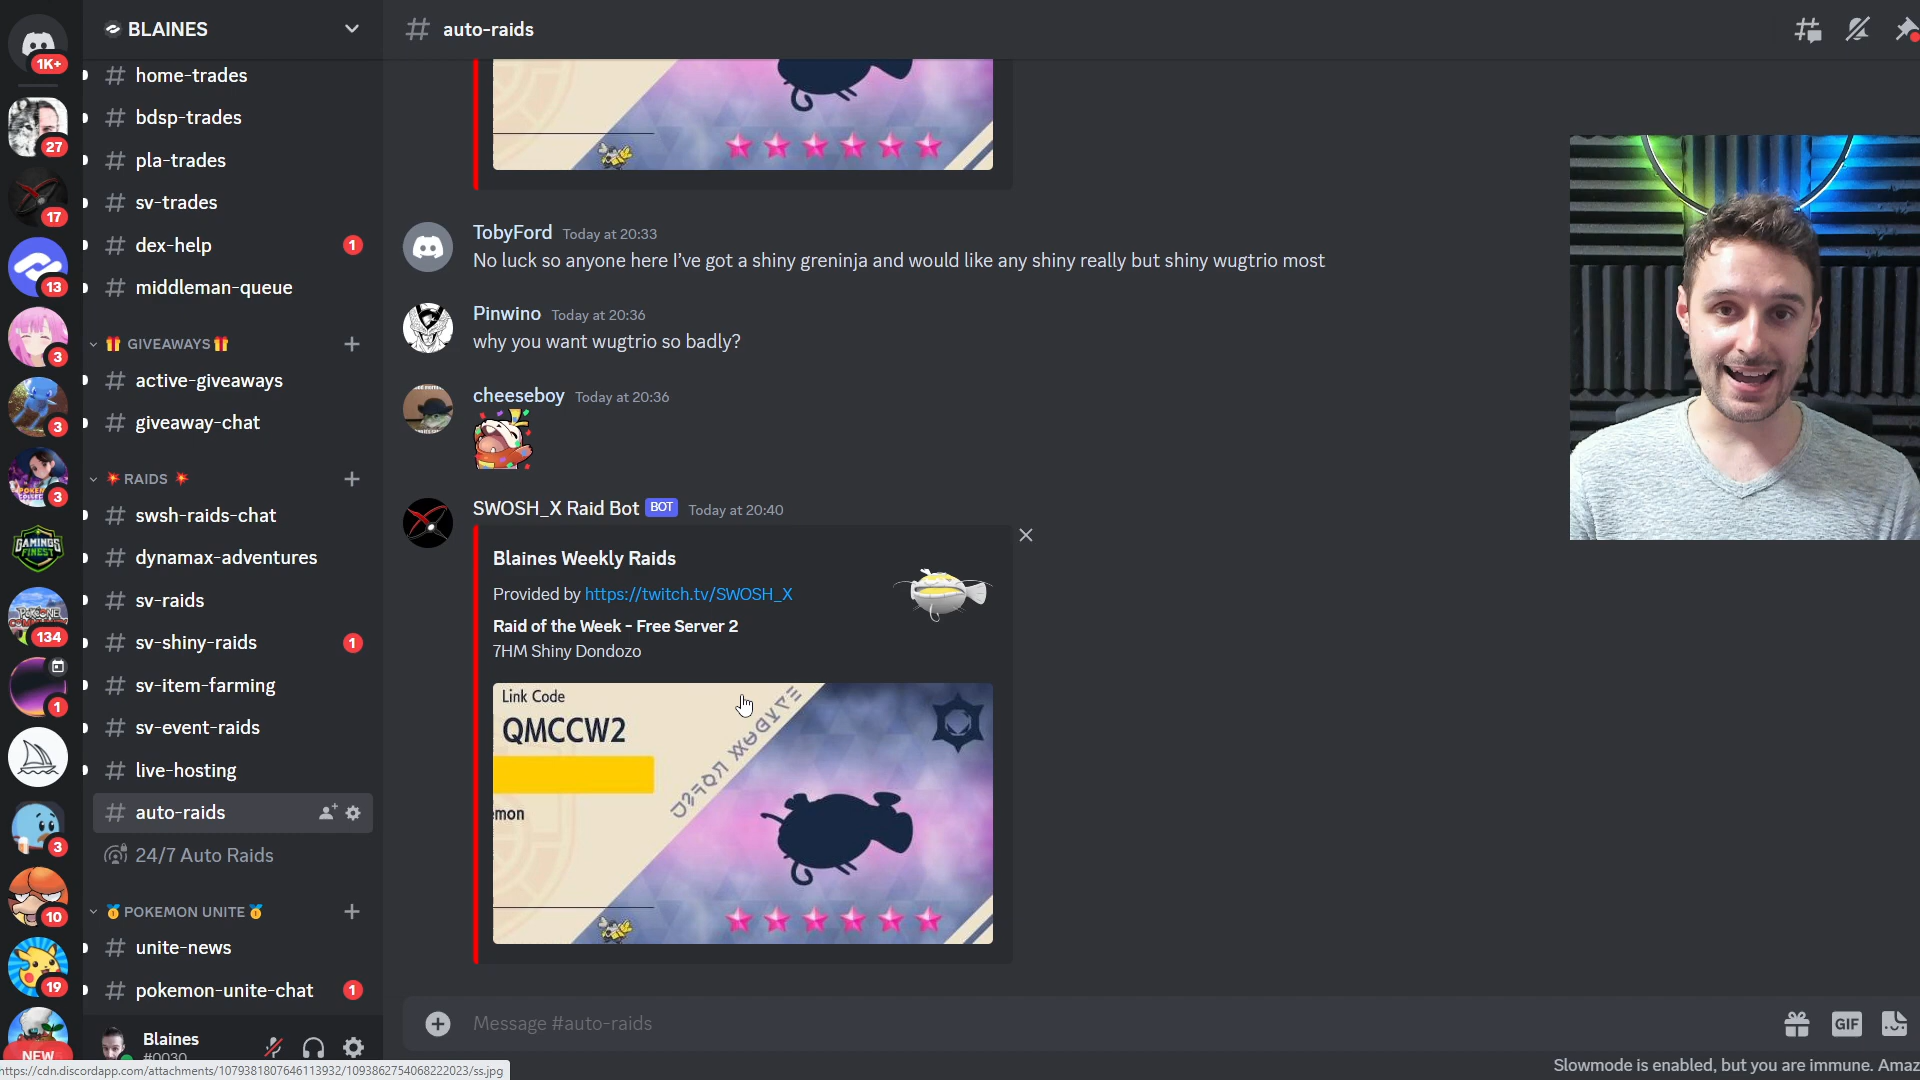 1K+
27
17
13
3
3
3
GAMINGS
FINEST
134
1
3
10
19
NEW
BLAINES
home-trades
bdsp-trades
pla-trades
sv-trades
dex-help 1
middleman-queue
GIVEAWAYS
active-giveaways
giveaway-chat
RAIDS
swsh-raids-chat
dynamax-adventures
sv-raids
sv-shiny-raids 1
sv-item-farming
sv-event-raids
live-hosting
auto-raids
24/7 Auto Raids
POKEMON UNITE
unite-news
pokemon-unite-chat 1
Blaines
#0030
https://cdn.discordapp.com/attachments/1079381807646113932/1093862754068222023/ss.jpg
# auto-raids
TobyFord Today at 20:33
No luck so anyone here I've got a shiny greninja and would like any shiny really but shiny wugtrio most
Pinwino Today at 20:36
why you want wugtrio so badly?
cheeseboy Today at 20:36
SWOSH_X Raid Bot BOT Today at 20:40
Blaines Weekly Raids
Provided by https://twitch.tv/SWOSH_X
Raid of the Week - Free Server 2
7HM Shiny Dondozo
Link Code
QMCCW2
émon
Message #auto-raids
GIF
Slowmode is enabled, but you are immune. Amaz